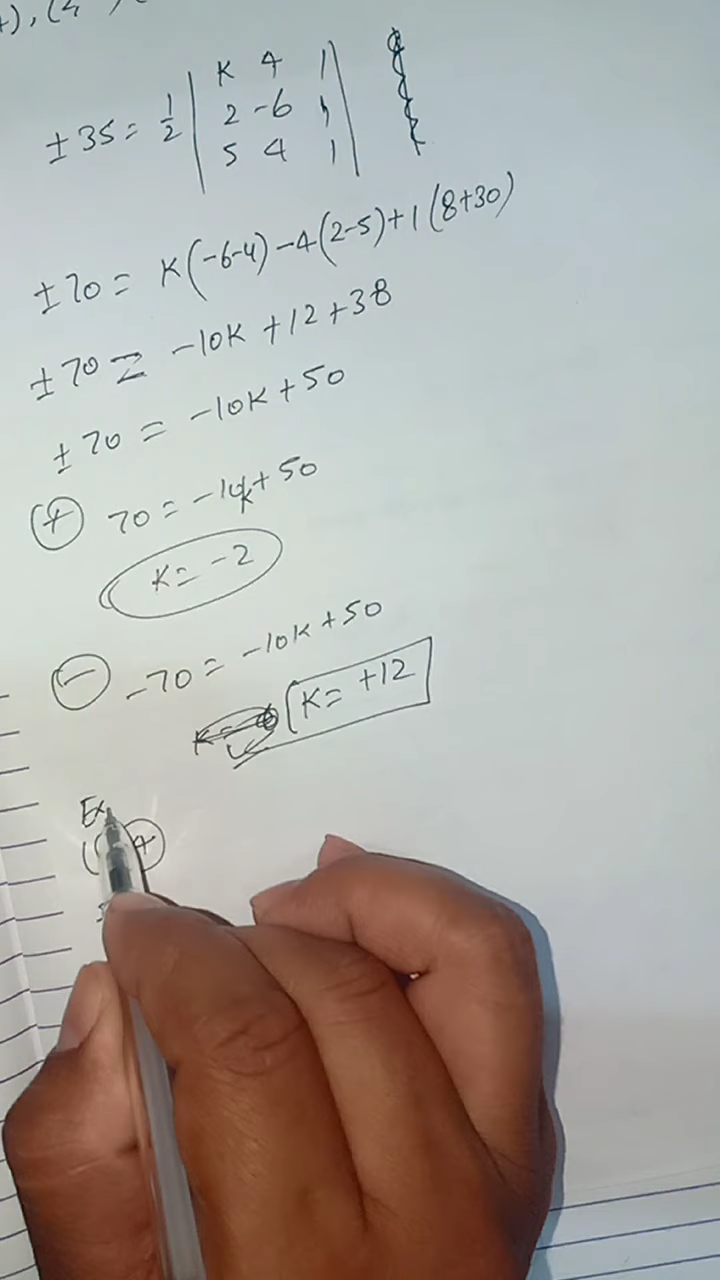 ±35 = 1/2 | K 4 1 |
| 2 -6 1 |
| 5 4 1 |
±70 = K(-6-4) -4(2-5)+1(8+30)
±70 = -10K +12+38
±70 = -10K +50
(+) 70 = -10K+50
K = -2
(-) -70 = -10K +50
K = +12
Ex
4